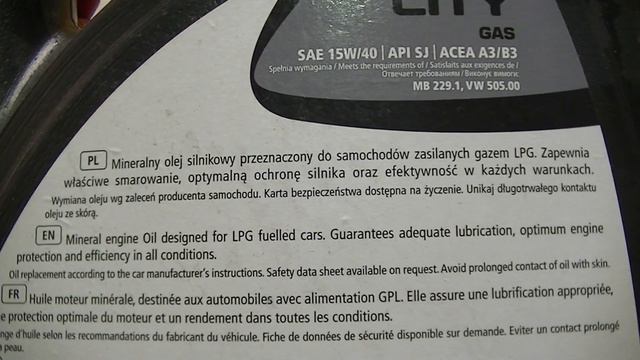 CITY
GAS
SAE 15W/40 | API SJ | ACEA A3/B3
Spełnia wymagania / Meets the requirements of / Satisfaits aux exigences de /
Отвечает требованиям / Виконує вимоги:
MB 229.1, VW 505.00
PL Mineralny olej silnikowy przeznaczony do samochodów zasilanych gazem LPG. Zapewnia
właściwe smarowanie, optymalną ochronę silnika oraz efektywność w każdych warunkach.
Wymiana oleju wg zaleceń producenta samochodu. Karta bezpieczeństwa dostępna na życzenie. Unikaj długotrwałego kontaktu
oleju ze skórą.
EN Mineral engine Oil designed for LPG fuelled cars. Guarantees adequate lubrication, optimum engine
protection and efficiency in all conditions.
Oil replacement according to the car manufacturer's instructions. Safety data sheet available on request. Avoid prolonged contact of oil with skin.
FR Huile moteur minérale, destinée aux automobiles avec alimentation GPL. Elle assure une lubrification appropriée,
e protection optimale du moteur et un rendement dans toutes les conditions.
nge d'huile selon les recommandations du fabricant du véhicule. Fiche de données de sécurité disponible sur demande. Eviter un contact prolongé
a peau.